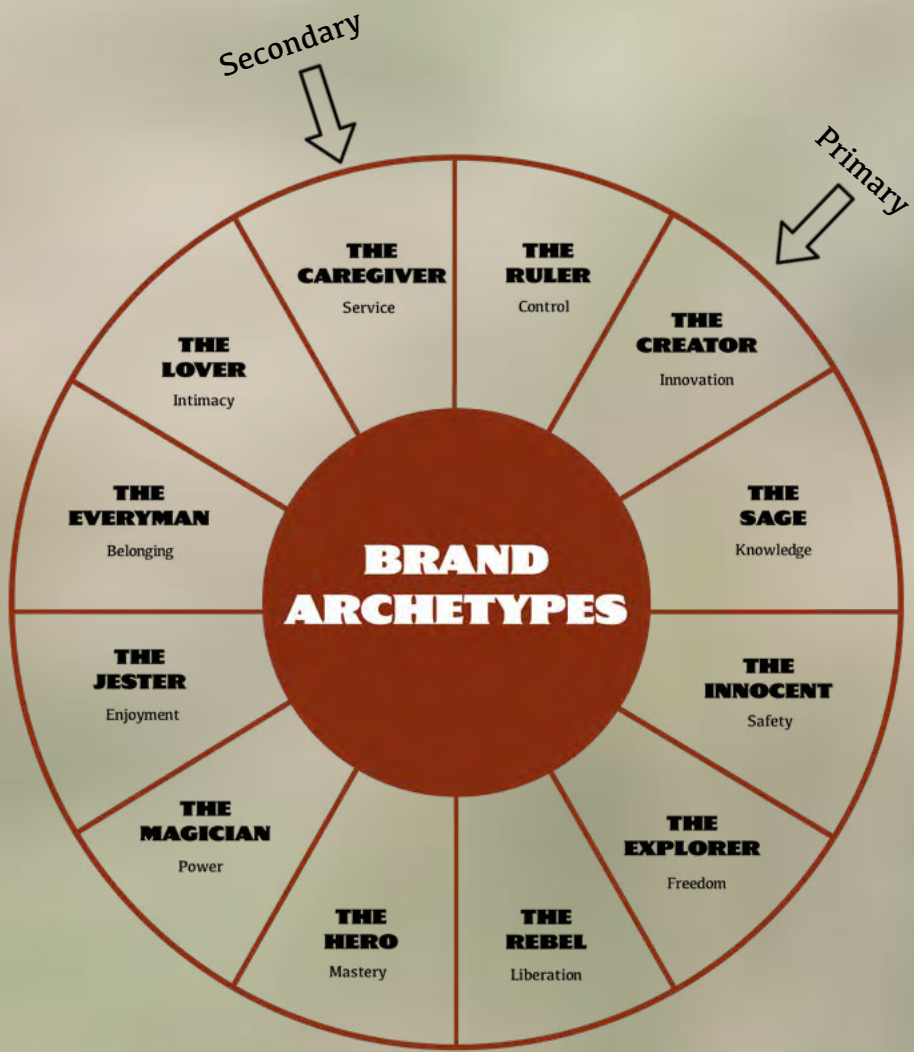 Secondary
Primary
THE
CAREGIVER
Service
THE
RULER
Control
THE
CREATOR
Innovation
THE
SAGE
Knowledge
THE
INNOCENT
Safety
THE
EXPLORER
Freedom
THE
REBEL
Liberation
THE
HERO
Mastery
THE
MAGICIAN
Power
THE
JESTER
Enjoyment
THE
EVERYMAN
Belonging
THE
LOVER
Intimacy
BRAND
ARCHETYPES